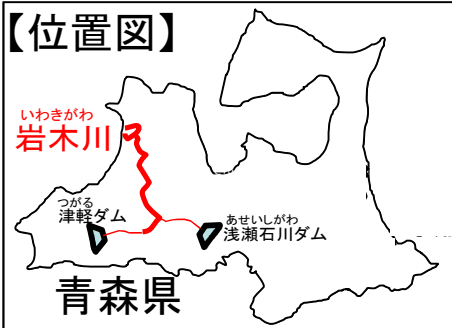 【位置図】
いわきがわ
岩木川
つがる
津軽ダム
あせいしがわ
浅瀬石川ダム
青森県